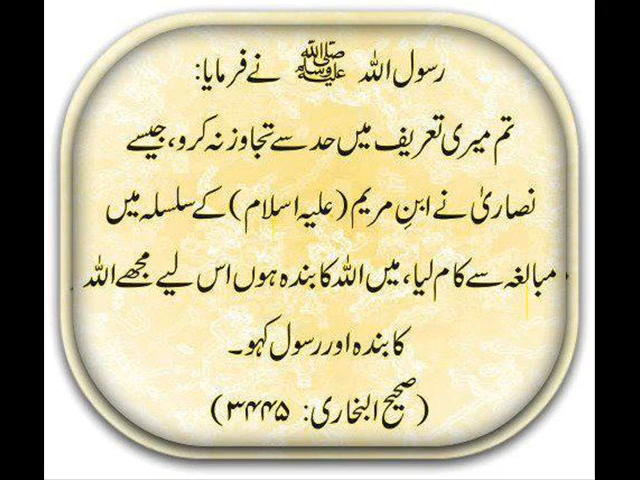 رسول اللہ ﷺ نے فرمایا:
تم میری تعریف میں حد سے تجاوز نہ کرو، جیسے
نصاریٰ نے ابنِ مریم (علیہ اسلام) کے سلسلہ میں
مبالغہ سے کام لیا، میں اللہ کا بندہ ہوں اس لیے مجھے اللہ
کا بندہ اور رسول کہو۔
(صحیح البخاری: ۳۴۴۵)